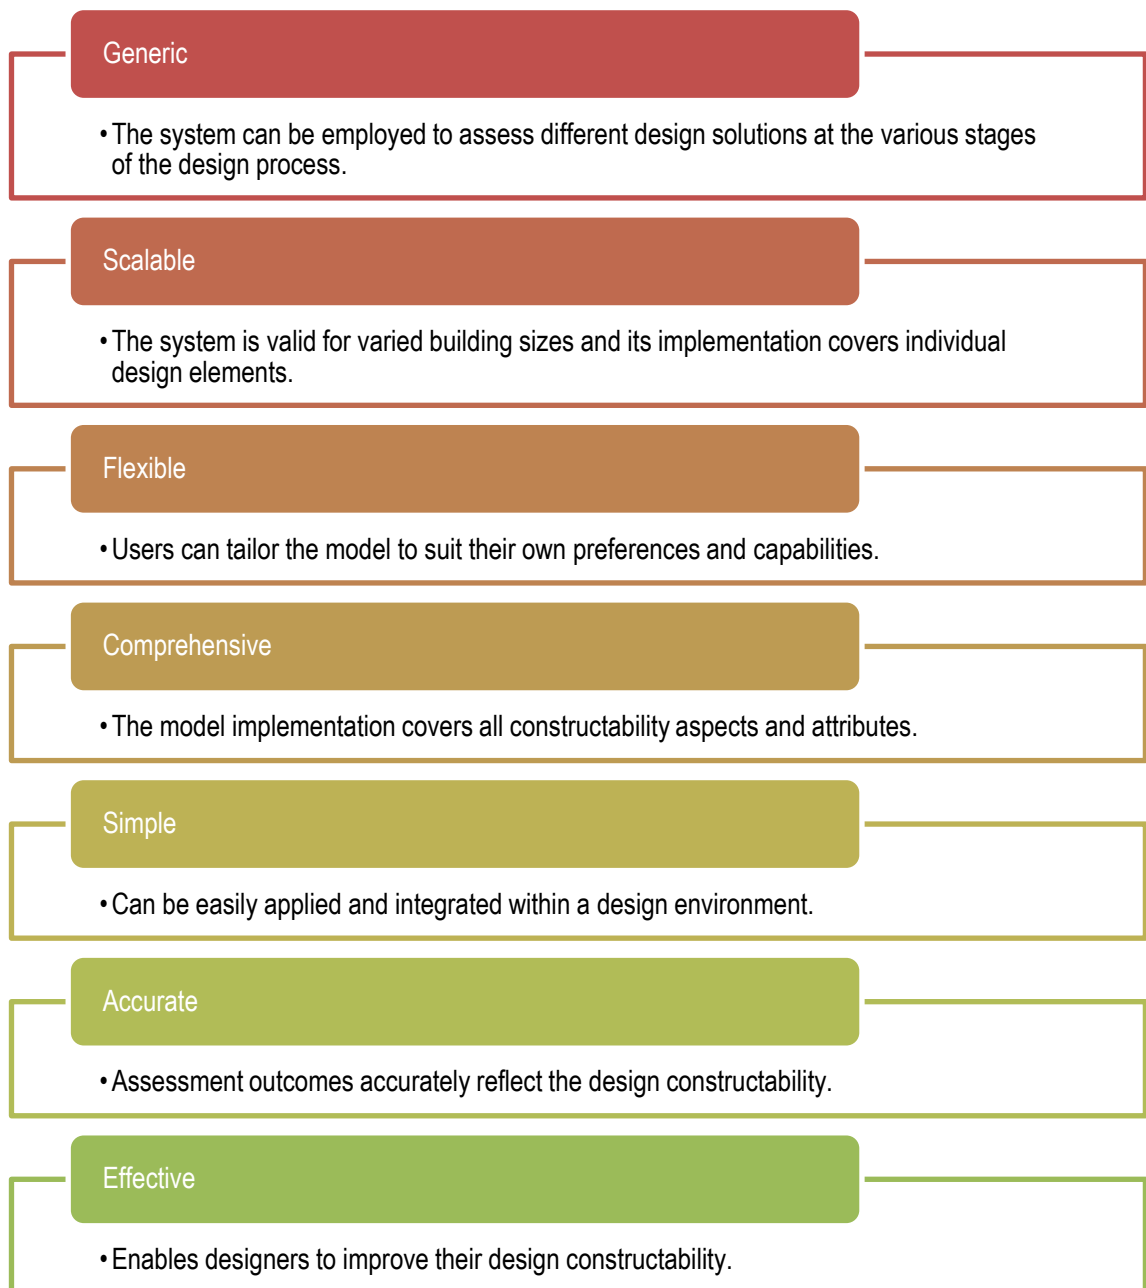 Generic
•The system can be employed to assess different design solutions at the various stages
of the design process.
Scalable
•The system is valid for varied building sizes and its implementation covers individual
design elements.
Flexible
•Users can tailor the model to suit their own preferences and capabilities.
Comprehensive
•The model implementation covers all constructability aspects and attributes.
Simple
•Can be easily applied and integrated within a design environment.
Accurate
•Assessment outcomes accurately reflect the design constructability.
Effective
•Enables designers to improve their design constructability.